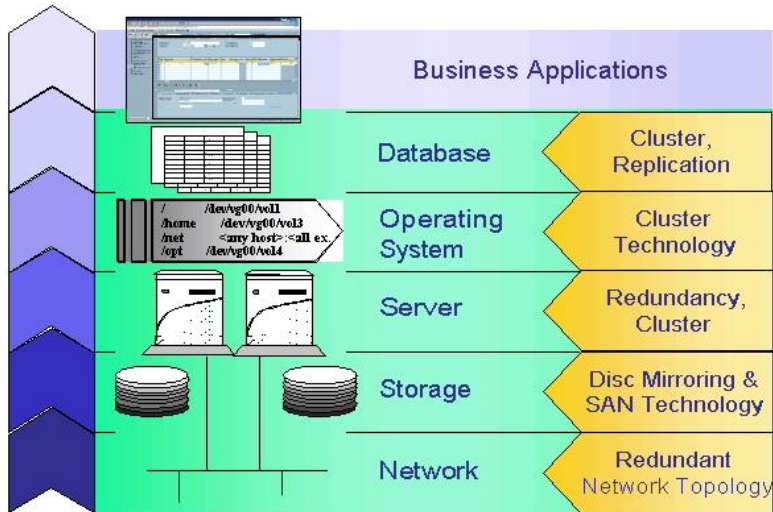 Business Applications
Database
Cluster,
Replication
/ /dev/vg00/vol1
/home /dev/vg00/vol3
/net <any host>:<all ex.
/opt /dev/vg00/vol4
Operating
System
Cluster
Technology
Server
Redundancy,
Cluster
Storage
Disc Mirroring &
SAN Technology
Network
Redundant
Network Topology